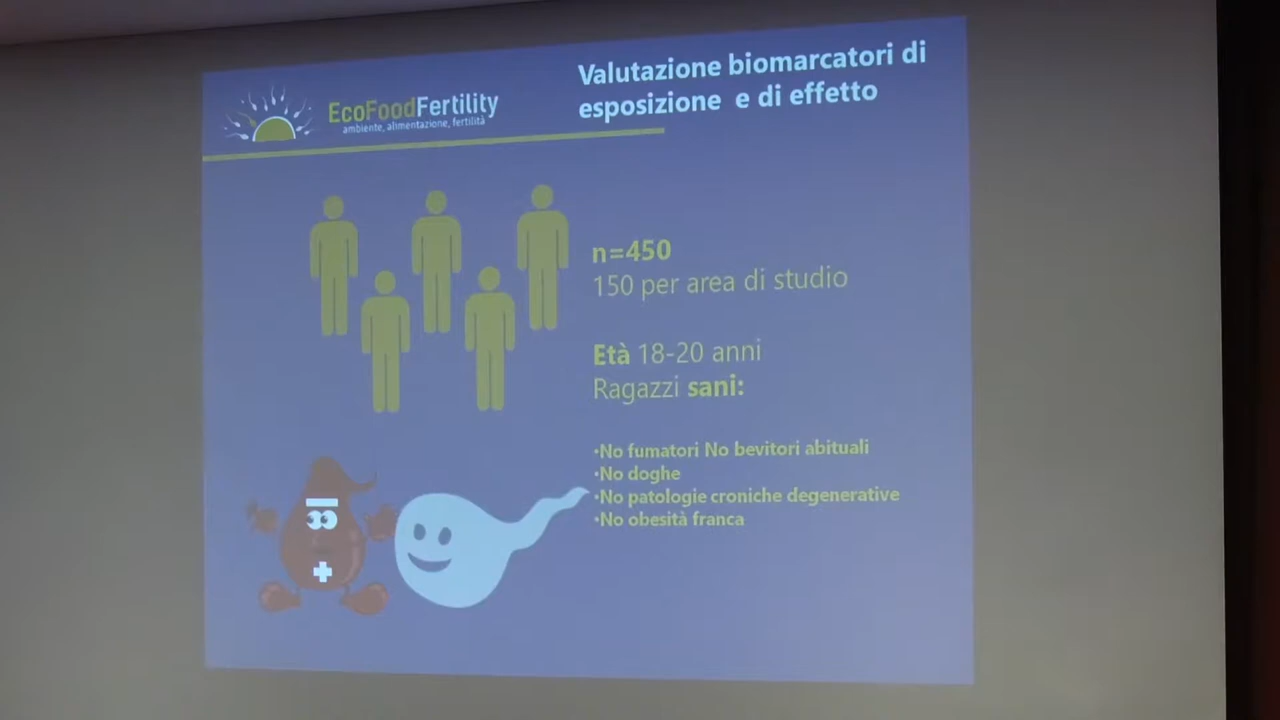 EcoFoodFertility
ambiente, alimentazione, fertilità
Valutazione biomarcatori di
esposizione e di effetto
n=450
150 per area di studio
Età 18-20 anni
Ragazzi sani:
•No fumatori No bevitori abituali
•No doghe
•No patologie croniche degenerative
•No obesità franca